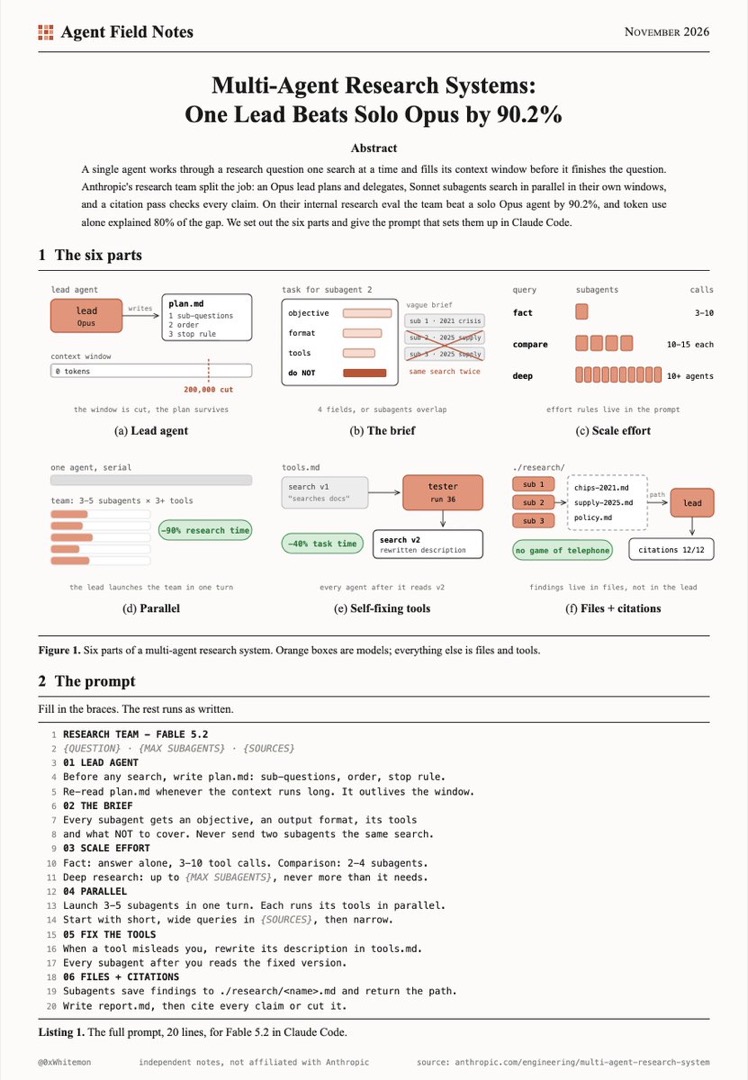 Agent Field Notes
November 2026
Multi-Agent Research Systems:
One Lead Beats Solo Opus by 90.2%
Abstract
A single agent works through a research question one search at a time and fills its context window before it finishes the question.
Anthropic's research team split the job: an Opus lead plans and delegates, Sonnet subagents search in parallel in their own windows,
and a citation pass checks every claim. On their internal research eval the team beat a solo Opus agent by 90.2%, and token use
alone explained 80% of the gap. We set out the six parts and give the prompt that sets them up in Claude Code.
1 The six parts
lead agent
lead
Opus
writes
plan.md
1 sub-questions
2 order
3 stop rule
context window
0 tokens
200,000 cut
the window is cut, the plan survives
(a) Lead agent
task for subagent 2
objective
format
tools
do NOT
vague brief
sub 1 · 2021 crisis
sub 2 · 2025 supply
sub 3 · 2025 supply
same search twice
4 fields, or subagents overlap
(b) The brief
query
subagents
calls
fact
3–10
compare
10–15 each
deep
10+ agents
effort rules live in the prompt
(c) Scale effort
one agent, serial
team: 3–5 subagents × 3+ tools
−90% research time
the lead launches the team in one turn
(d) Parallel
tools.md
search v1
"searches docs"
tester
run 36
−40% task time
search v2
rewritten description
every agent after it reads v2
(e) Self-fixing tools
./research/
sub 1
sub 2
sub 3
chips-2021.md
supply-2025.md
policy.md
path
lead
no game of telephone
citations 12/12
findings live in files, not in the lead
(f) Files + citations
Figure 1. Six parts of a multi-agent research system. Orange boxes are models; everything else is files and tools.
2 The prompt
Fill in the braces. The rest runs as written.
1 RESEARCH TEAM – FABLE 5.2
2 {QUESTION} · {MAX SUBAGENTS} · {SOURCES}
3 01 LEAD AGENT
4 Before any search, write plan.md: sub-questions, order, stop rule.
5 Re-read plan.md whenever the context runs long. It outlives the window.
6 02 THE BRIEF
7 Every subagent gets an objective, an output format, its tools
8 and what NOT to cover. Never send two subagents the same search.
9 03 SCALE EFFORT
10 Fact: answer alone, 3–10 tool calls. Comparison: 2–4 subagents.
11 Deep research: up to {MAX SUBAGENTS}, never more than it needs.
12 04 PARALLEL
13 Launch 3–5 subagents in one turn. Each runs its tools in parallel.
14 Start with short, wide queries in {SOURCES}, then narrow.
15 05 FIX THE TOOLS
16 When a tool misleads you, rewrite its description in tools.md.
17 Every subagent after you reads the fixed version.
18 06 FILES + CITATIONS
19 Subagents save findings to ./research/<name>.md and return the path.
20 Write report.md, then cite every claim or cut it.
Listing 1. The full prompt, 20 lines, for Fable 5.2 in Claude Code.
@0xWhitemon
independent notes, not affiliated with Anthropic
source: anthropic.com/engineering/multi-agent-research-system